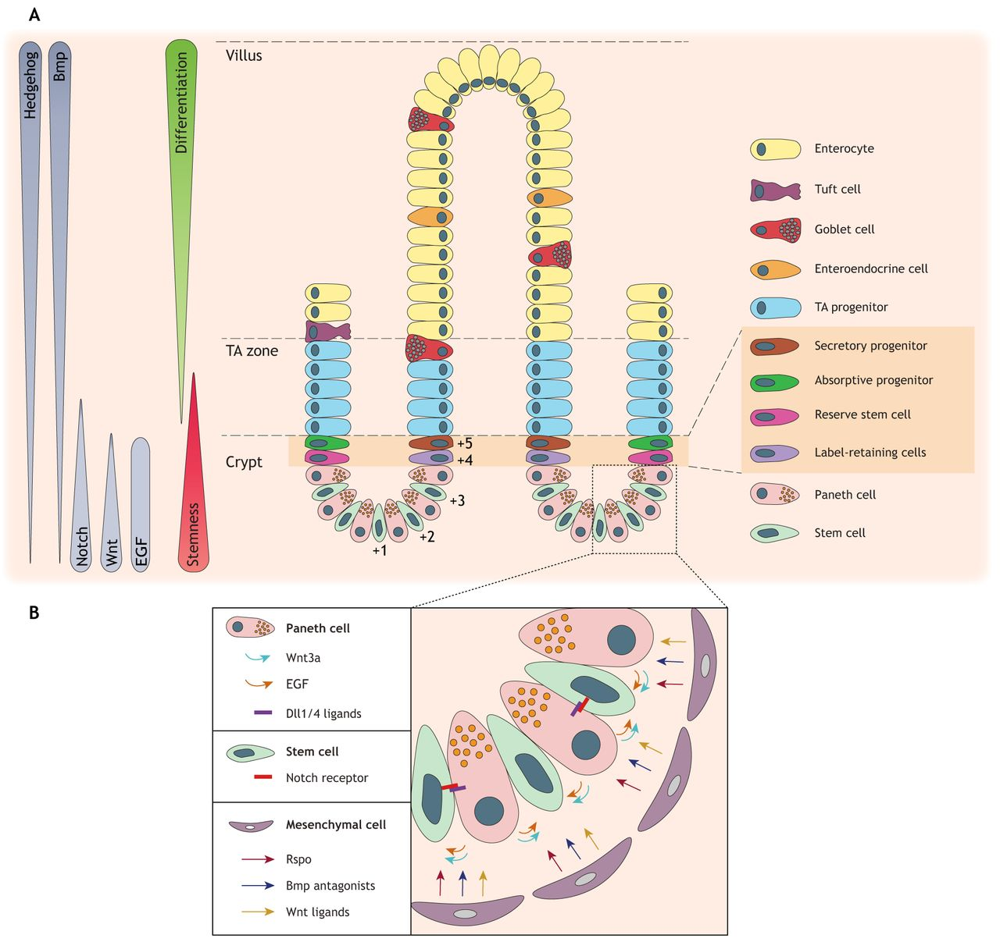 A
Hedgehog
Bmp
Notch
Wnt
EGF
Differentiation
Stemness
Villus
TA zone
Crypt
+5
+4
+3
+2
+1
Enterocyte
Tuft cell
Goblet cell
Enteroendocrine cell
TA progenitor
Secretory progenitor
Absorptive progenitor
Reserve stem cell
Label-retaining cells
Paneth cell
Stem cell
B
Paneth cell
Wnt3a
EGF
Dll1/4 ligands
Stem cell
Notch receptor
Mesenchymal cell
Rspo
Bmp antagonists
Wnt ligands